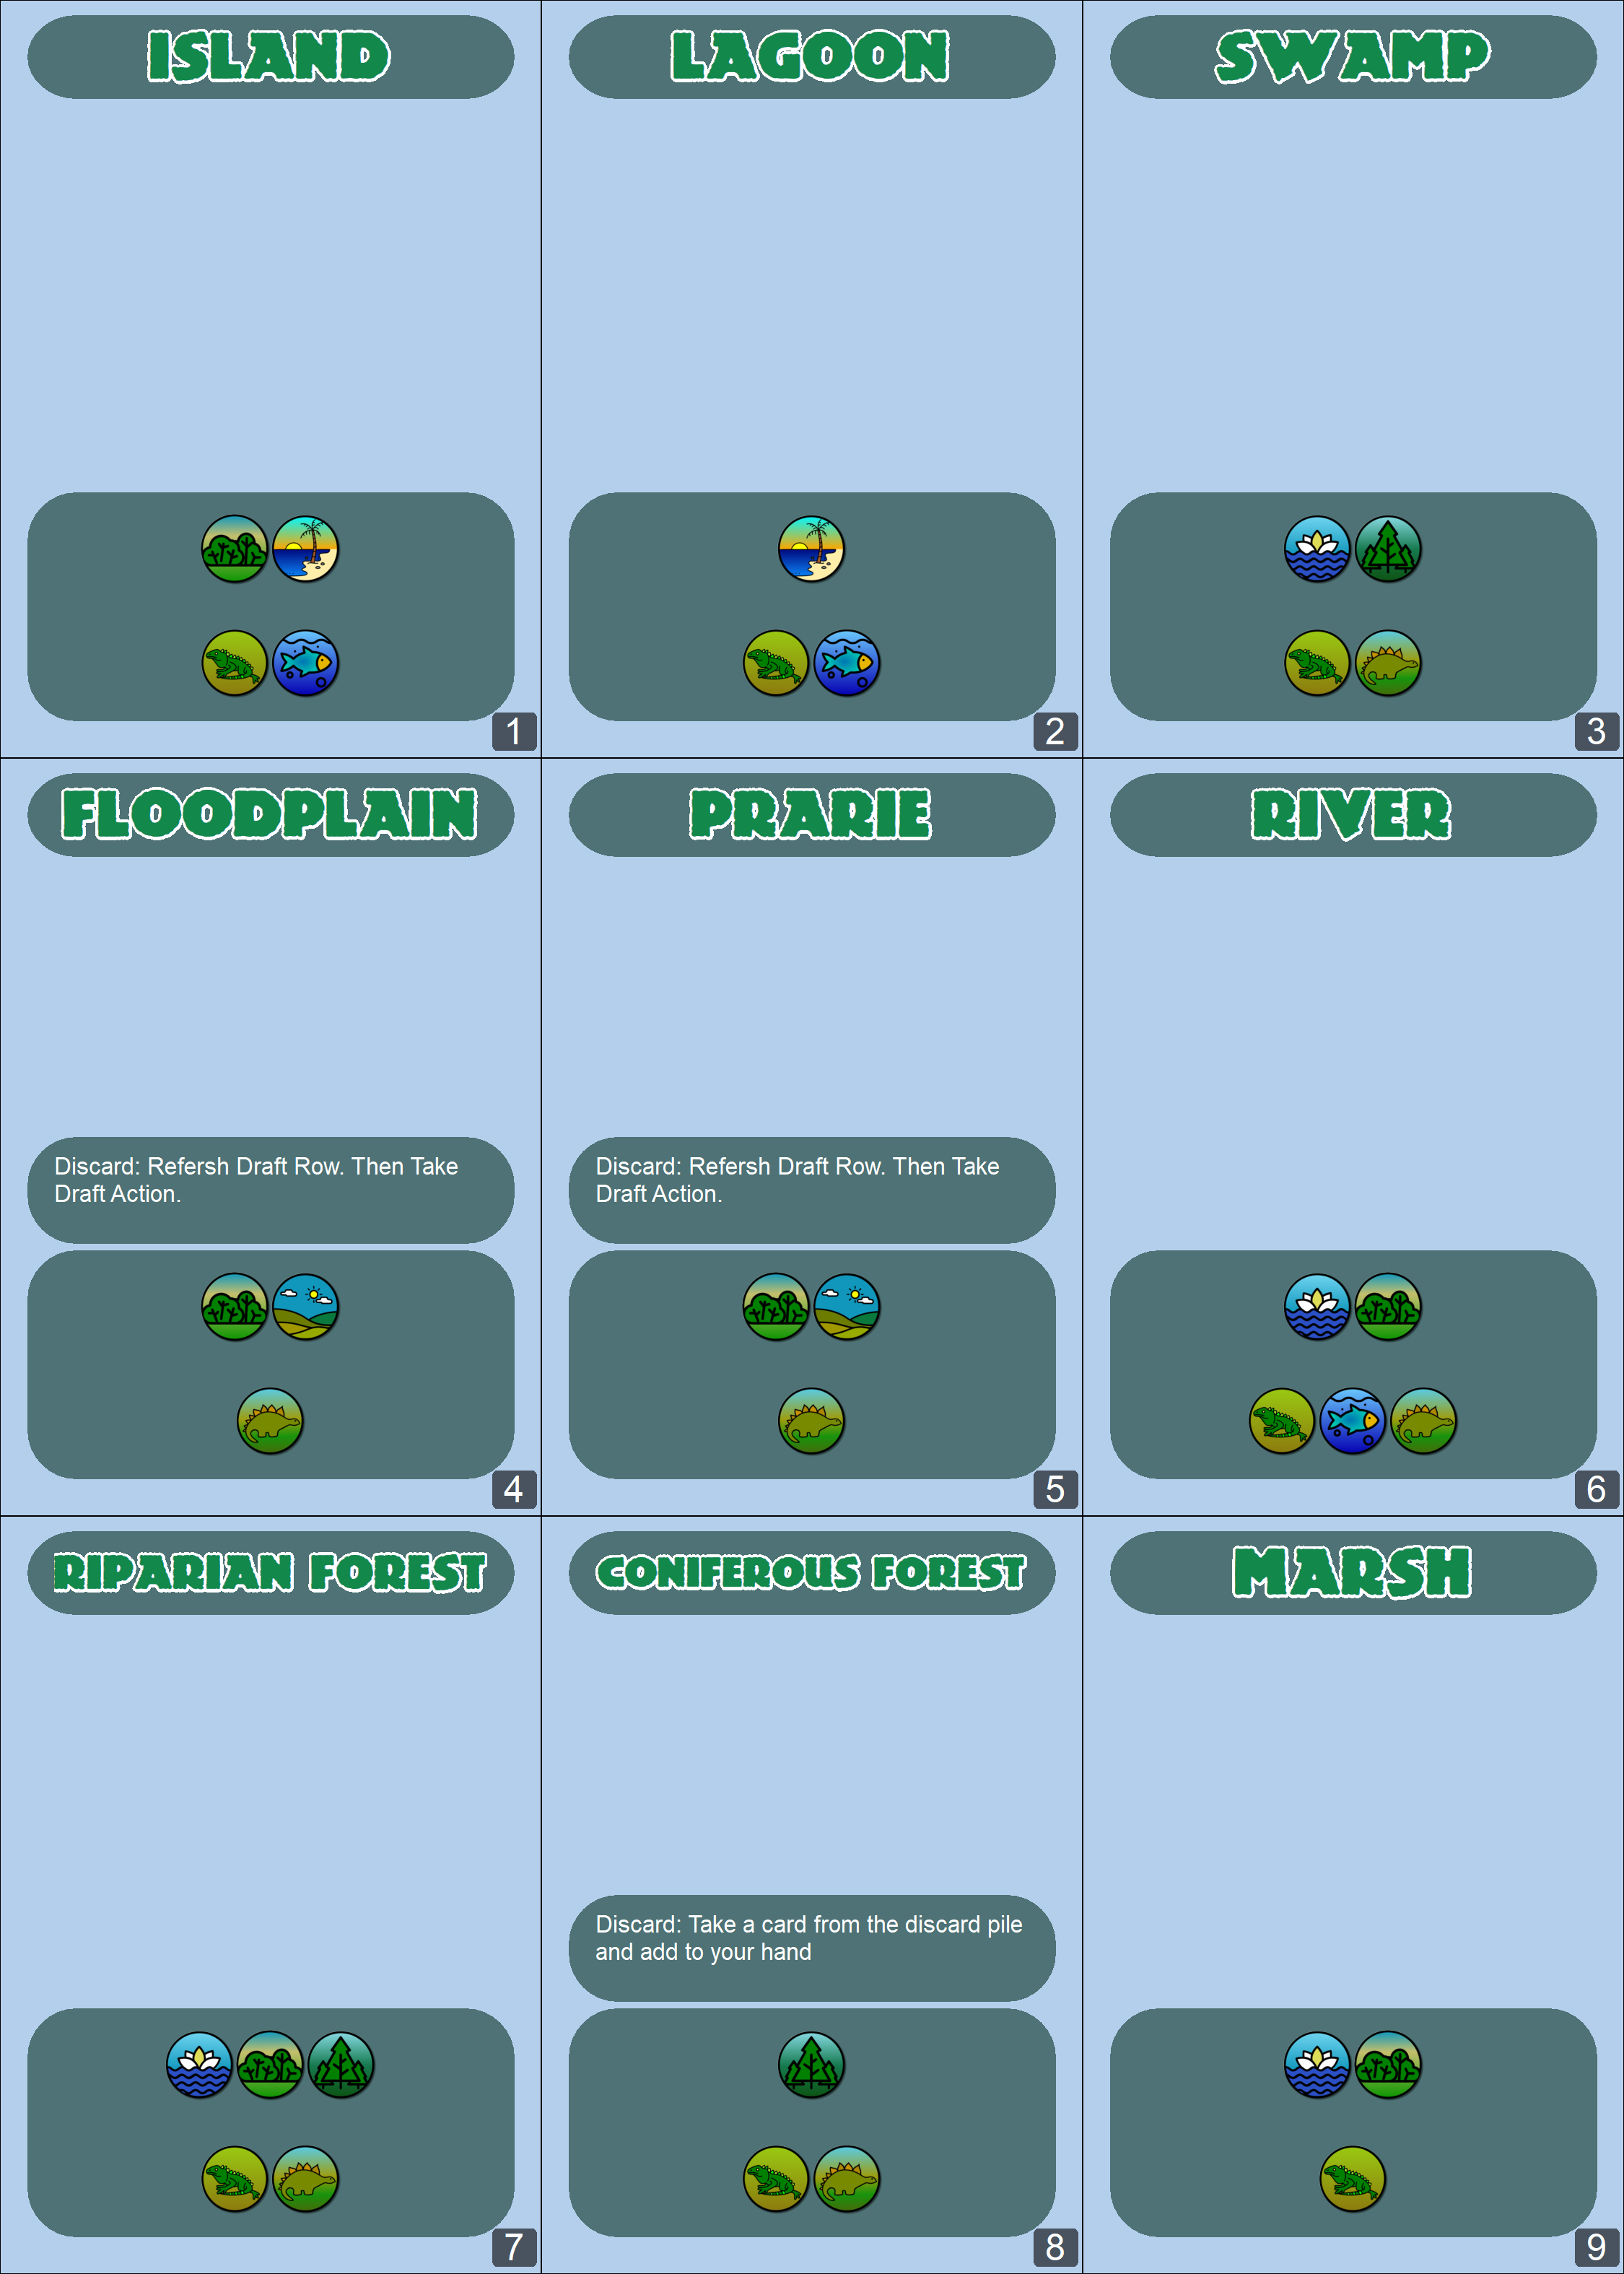 ISLAND
LAGOON
SWAMP
1
2
3
FLOODPLAIN
PRARIE
RIVER
Discard: Refersh Draft Row. Then Take
Draft Action.
Discard: Refersh Draft Row. Then Take
Draft Action.
4
5
6
RIPARIAN FOREST
CONIFEROUS FOREST
MARSH
Discard: Take a card from the discard pile
and add to your hand
7
8
9